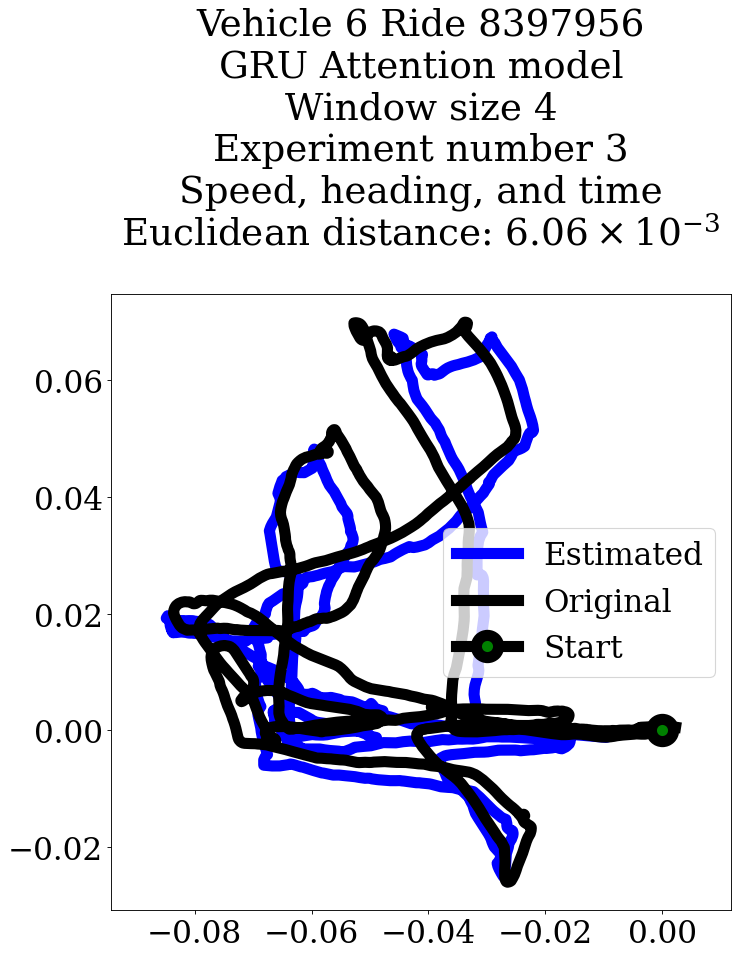 Vehicle 6 Ride 8397956
GRU Attention model
Window size 4
Experiment number 3
Speed, heading, and time
Euclidean distance: 6.06 × 10⁻³
0.06
0.04
0.02
0.00
−0.02
Estimated
Original
Start
−0.08 −0.06 −0.04 −0.02 0.00